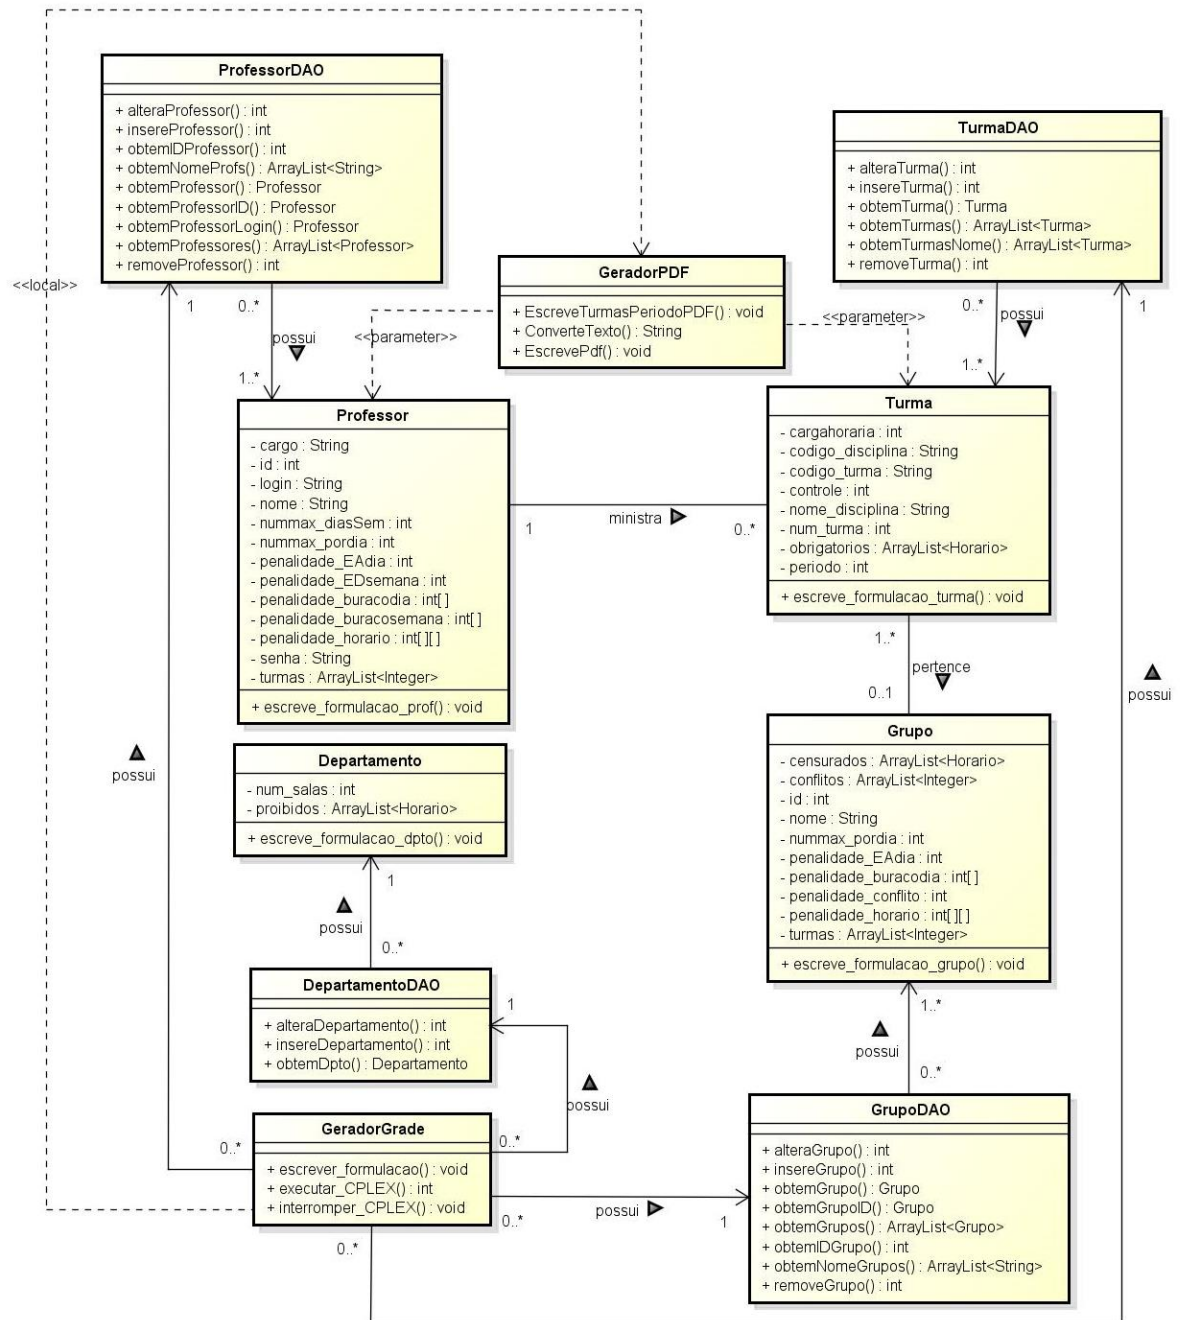 ProfessorDAO
+ alteraProfessor() : int
+ insereProfessor() : int
+ obtemIDProfessor() : int
+ obtemNomeProfs() : ArrayList<String>
+ obtemProfessor() : Professor
+ obtemProfessorID() : Professor
+ obtemProfessorLogin() : Professor
+ obtemProfessores() : ArrayList<Professor>
+ removeProfessor() : int
TurmaDAO
+ alteraTurma() : int
+ insereTurma() : int
+ obtemTurma() : Turma
+ obtemTurmas() : ArrayList<Turma>
+ obtemTurmasNome() : ArrayList<Turma>
+ removeTurma() : int
<<local>>
GeradorPDF
+ EscreveTurmasPeriodoPDF() : void
+ ConverteTexto() : String
+ EscrevePdf() : void
1
0..*
possui
1..*
<<parameter>>
<<parameter>>
0..*
possui
1..*
1
Professor
- cargo : String
- id : int
- login : String
- nome : String
- nummax_diasSem : int
- nummax_pordia : int
- penalidade_EAdia : int
- penalidade_EDsemana : int
- penalidade_buracodia : int[ ]
- penalidade_buracosemana : int[ ]
- penalidade_horario : int[ ][ ]
- senha : String
- turmas : ArrayList<Integer>
+ escreve_formulacao_prof() : void
1
ministra
0..*
Turma
- cargahoraria : int
- codigo_disciplina : String
- codigo_turma : String
- controle : int
- nome_disciplina : String
- num_turma : int
- obrigatorios : ArrayList<Horario>
- periodo : int
+ escreve_formulacao_turma() : void
1..*
pertence
0..1
possui
possui
Departamento
- num_salas : int
- proibidos : ArrayList<Horario>
+ escreve_formulacao_dpto() : void
Grupo
- censurados : ArrayList<Horario>
- conflitos : ArrayList<Integer>
- id : int
- nome : String
- nummax_pordia : int
- penalidade_EAdia : int
- penalidade_buracodia : int[ ]
- penalidade_conflito : int
- penalidade_horario : int[ ][ ]
- turmas : ArrayList<Integer>
+ escreve_formulacao_grupo() : void
1
possui
0..*
DepartamentoDAO
+ alteraDepartamento() : int
+ insereDepartamento() : int
+ obtemDpto() : Departamento
1
possui
0..*
1..*
possui
0..*
GeradorGrade
+ escrever_formulacao() : void
+ executar_CPLEX() : int
+ interromper_CPLEX() : void
0..*
0..*
possui
1
0..*
GrupoDAO
+ alteraGrupo() : int
+ insereGrupo() : int
+ obtemGrupo() : Grupo
+ obtemGrupoID() : Grupo
+ obtemGrupos() : ArrayList<Grupo>
+ obtemIDGrupo() : int
+ obtemNomeGrupos() : ArrayList<String>
+ removeGrupo() : int